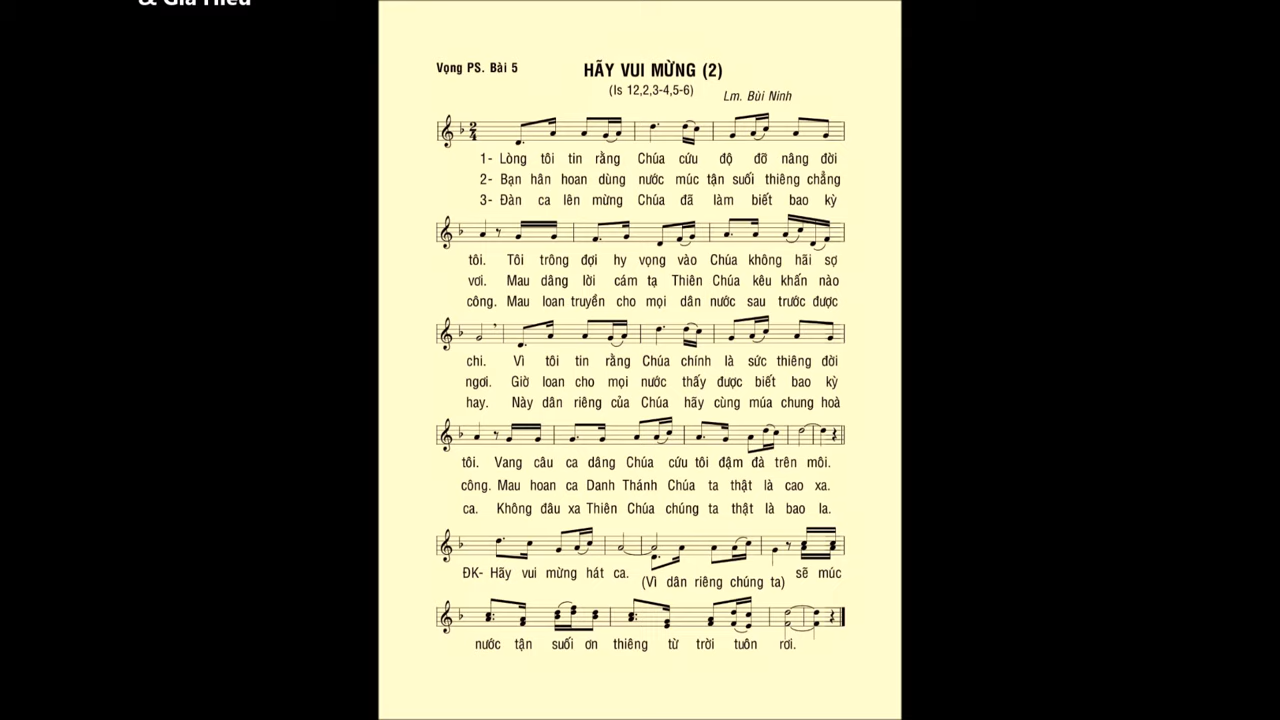 & Gia Hiếu
Vọng PS. Bài 5
HÃY VUI MỪNG (2)
(Is 12,2,3-4,5-6)
Lm. Bùi Ninh
1- Lòng tôi tin rằng Chúa cứu độ đỡ nâng đời
2- Bạn hân hoan dùng nước múc tận suối thiêng chẳng
3- Đàn ca lên mừng Chúa đã làm biết bao kỳ
tôi. Tôi trông đợi hy vọng vào Chúa không hãi sợ
vơi. Mau dâng lời cám tạ Thiên Chúa kêu khấn nào
công. Mau loan truyền cho mọi dân nước sau trước được
chi. Vì tôi tin rằng Chúa chính là sức thiêng đời
ngơi. Giờ loan cho mọi nước thấy được biết bao kỳ
hay. Này dân riêng của Chúa hãy cùng múa chung hoà
tôi. Vang câu ca dâng Chúa cứu tôi đậm đà trên môi.
công. Mau hoan ca Danh Thánh Chúa ta thật là cao xa.
ca. Không đâu xa Thiên Chúa chúng ta thật là bao la.
ĐK- Hãy vui mừng hát ca. (Vì dân riêng chúng ta) sẽ múc
nước tận suối ơn thiêng từ trời tuôn rơi.